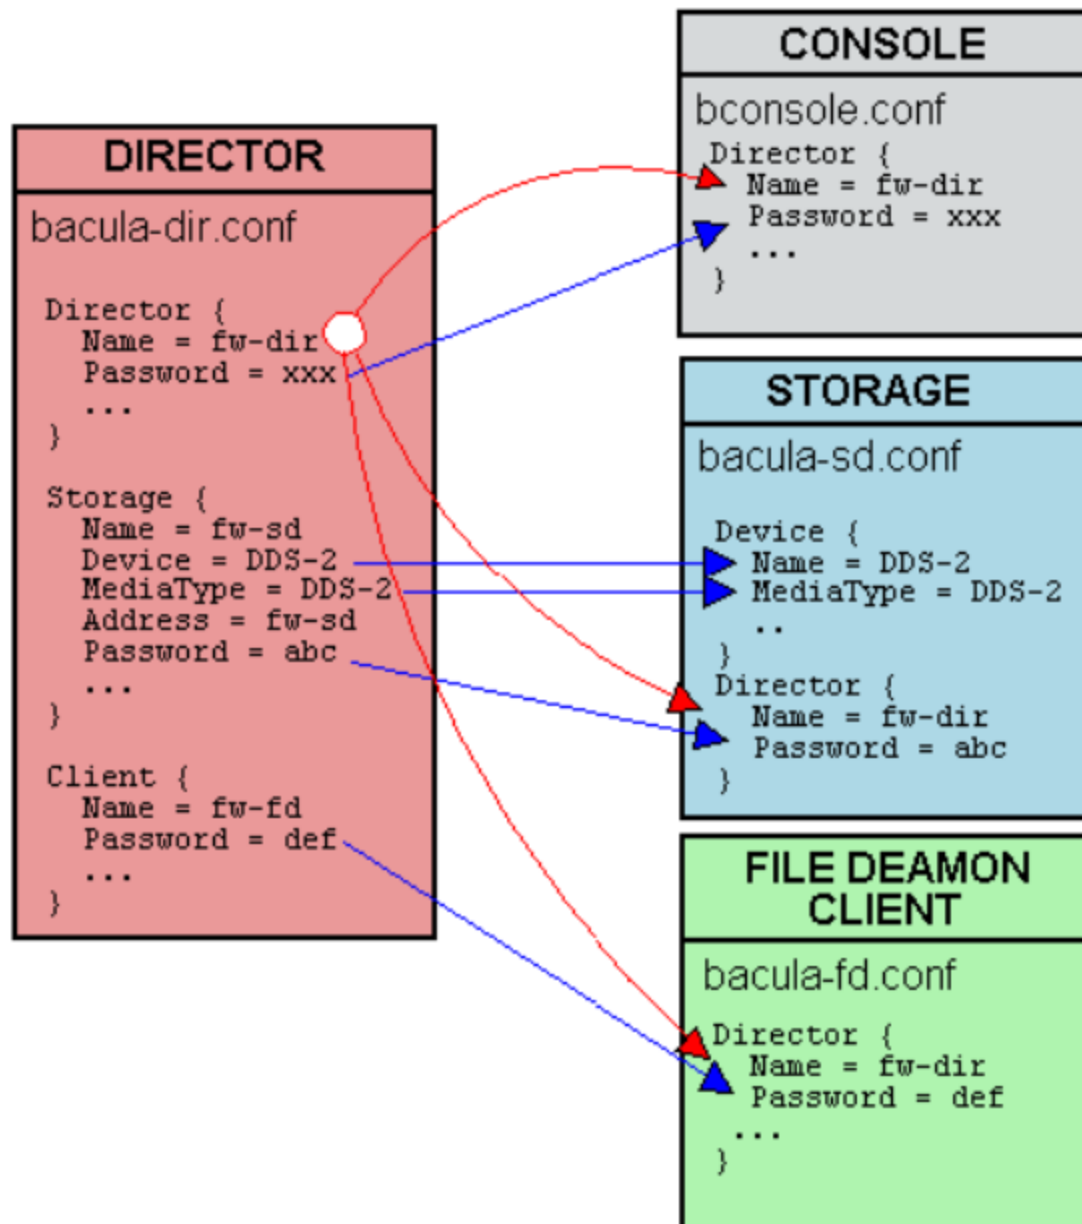 DIRECTOR
bacula-dir.conf
Director {
Name = fw-dir
Password = xxx
...
}
Storage {
Name = fw-sd
Device = DDS-2
MediaType = DDS-2
Address = fw-sd
Password = abc
...
}
Client {
Name = fw-fd
Password = def
...
}
CONSOLE
bconsole.conf
Director {
Name = fw-dir
Password = xxx
...
}
STORAGE
bacula-sd.conf
Device {
Name = DDS-2
MediaType = DDS-2
..
}
Director {
Name = fw-dir
Password = abc
}
FILE DEAMON
CLIENT
bacula-fd.conf
Director {
Name = fw-dir
Password = def
...
}